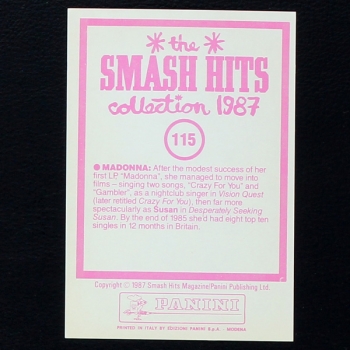 the
SMASH HITS
collection 1987
115
● MADONNA: After the modest success of her
first LP, "Madonna", she managed to move into
films – singing two songs, "Crazy For You" and
"Gambler", as a nightclub singer in Vision Quest
(later retitled Crazy For You), then far more
spectacularly as Susan in Desperately Seeking
Susan. By the end of 1985 she'd had eight top ten
singles in 12 months in Britain.
Copyright © 1987 Smash Hits Magazine/Panini Publishing Ltd.
PANINI
PRINTED IN ITALY BY EDIZIONI PANINI S.p.A. - MODENA